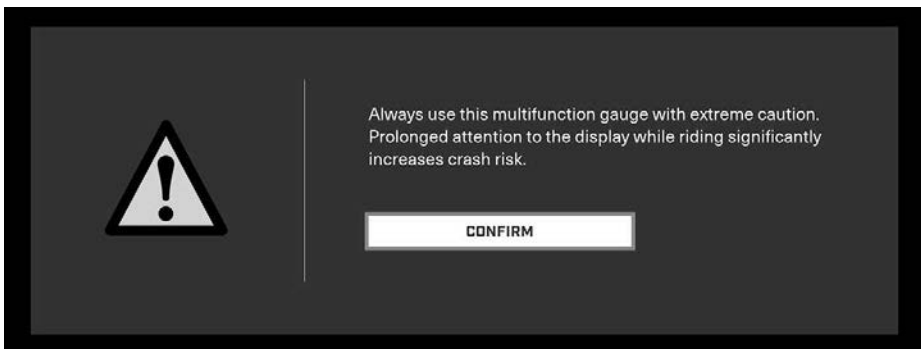 Always use this multifunction gauge with extreme caution.
Prolonged attention to the display while riding significantly
increases crash risk.
CONFIRM